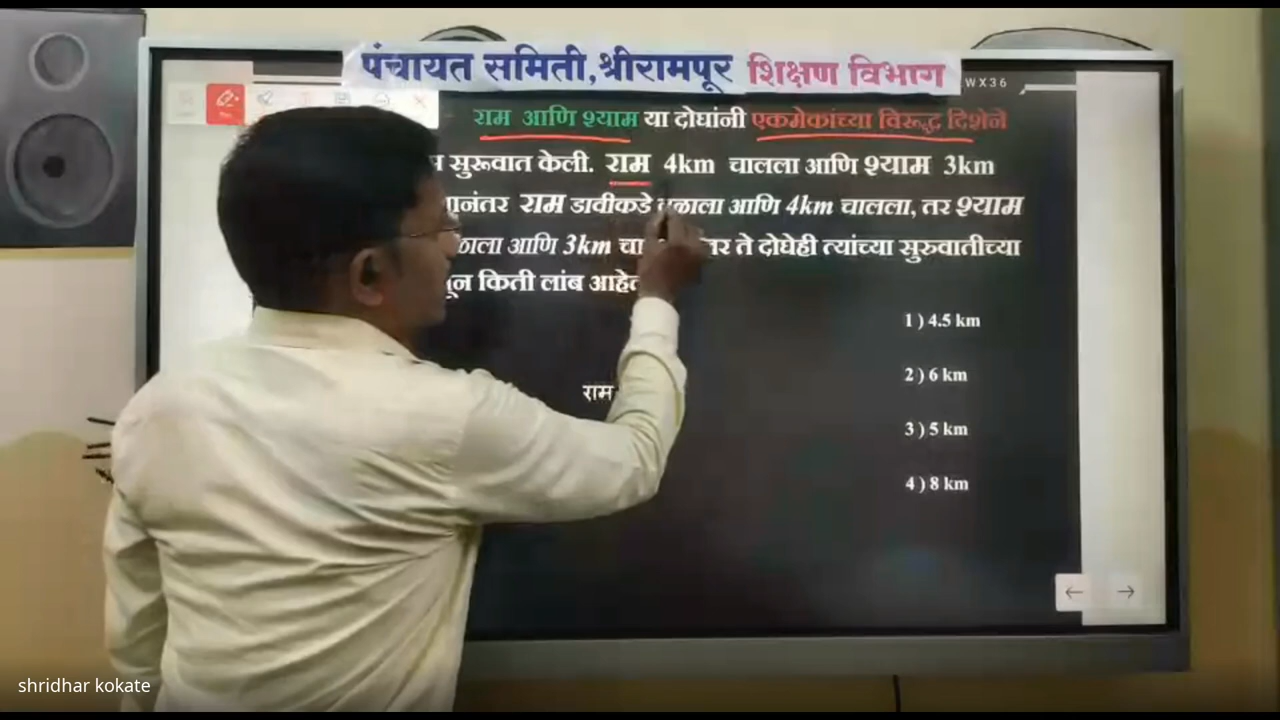 पंचायत समिती,श्रीरामपूर शिक्षण विभाग
WX36
राम आणि श्याम या दोघांनी एकमेकांच्या विरूद्ध दिशेने
सुरूवात केली. राम 4km चालला आणि श्याम 3km
राम डावीकडे वळाला आणि 4km चालला, तर श्याम
आणि 3km ते दोघेही त्यांच्या सुरुवातीच्या
किती लांब
1 ) 4.5 km
2 ) 6 km
राम
3 ) 5 km
4 ) 8 km
shridhar kokate